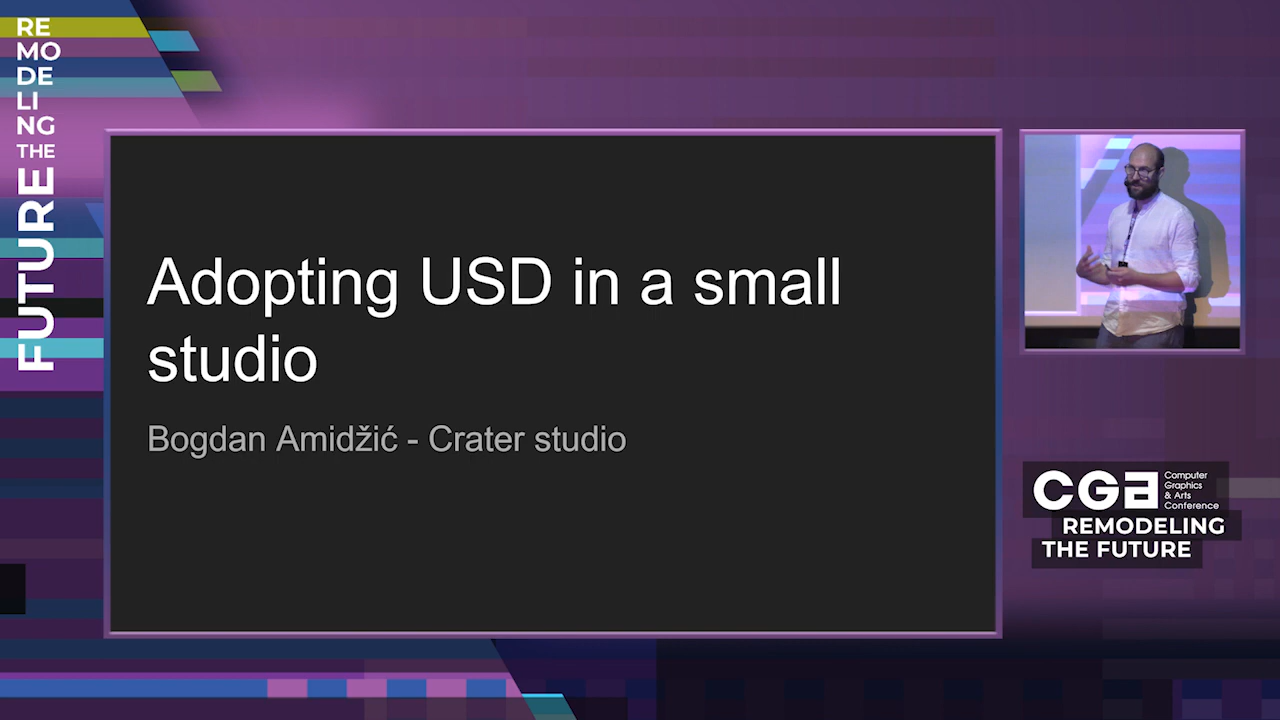 RE
MO
DE
LI
NG
THE
FUTURE
Adopting USD in a small
studio
Bogdan Amidžić - Crater studio
CGA
Computer
Graphics
& Arts
Conference
REMODELING
THE FUTURE